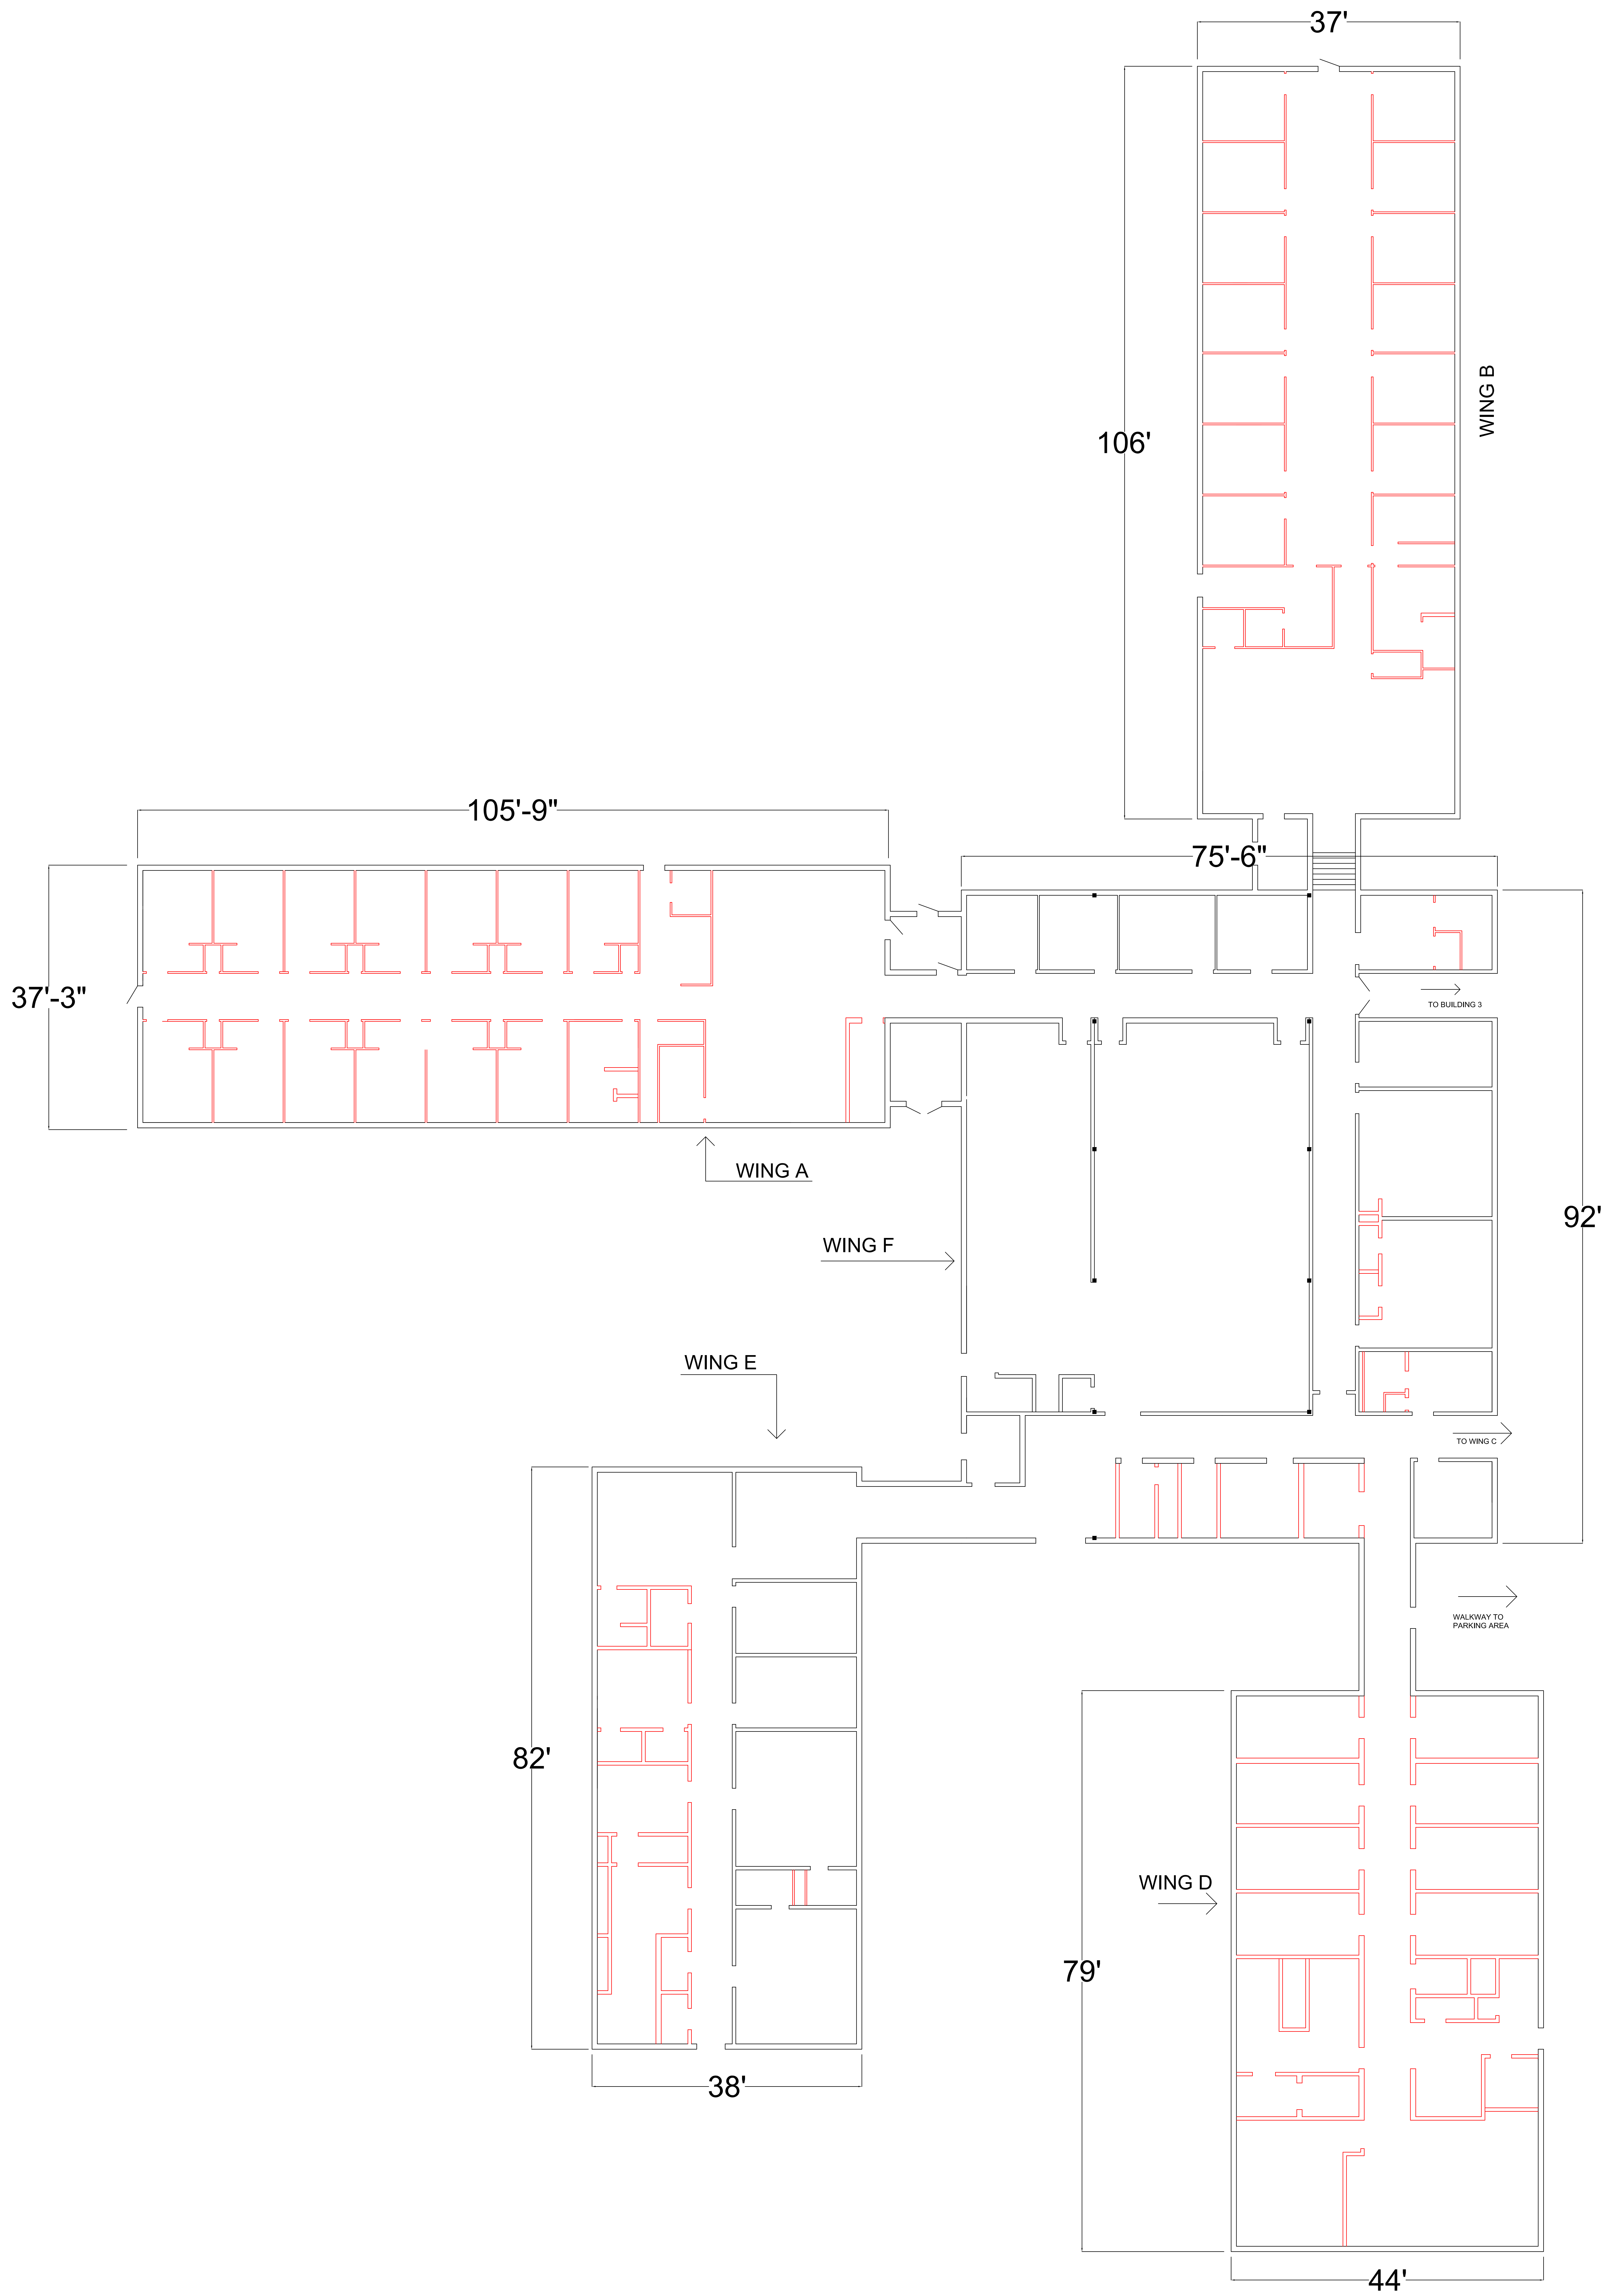 37'
106'
WING B
105'-9"
75'-6"
37'-3"
TO BUILDING 3
WING A
92'
WING F
WING E
TO WING C
WALKWAY TO
PARKING AREA
82'
WING D
79'
38'
44'